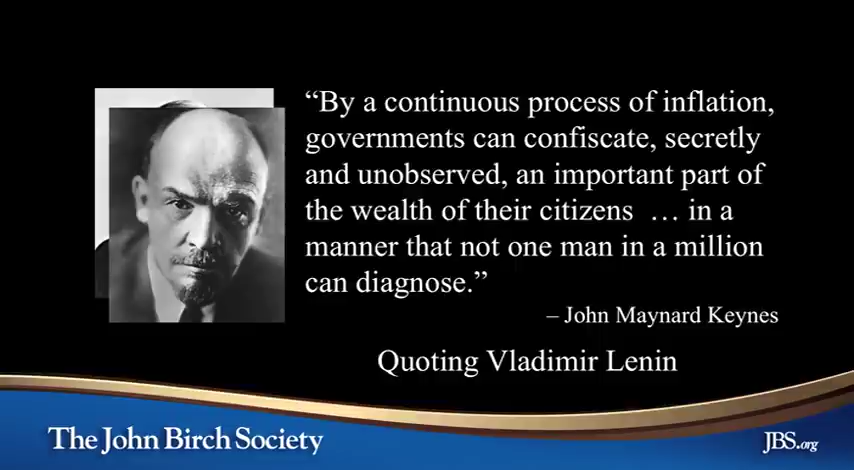 “By a continuous process of inflation,
governments can confiscate, secretly
and unobserved, an important part of
the wealth of their citizens … in a
manner that not one man in a million
can diagnose.”
– John Maynard Keynes
Quoting Vladimir Lenin
The John Birch Society
JBS.org